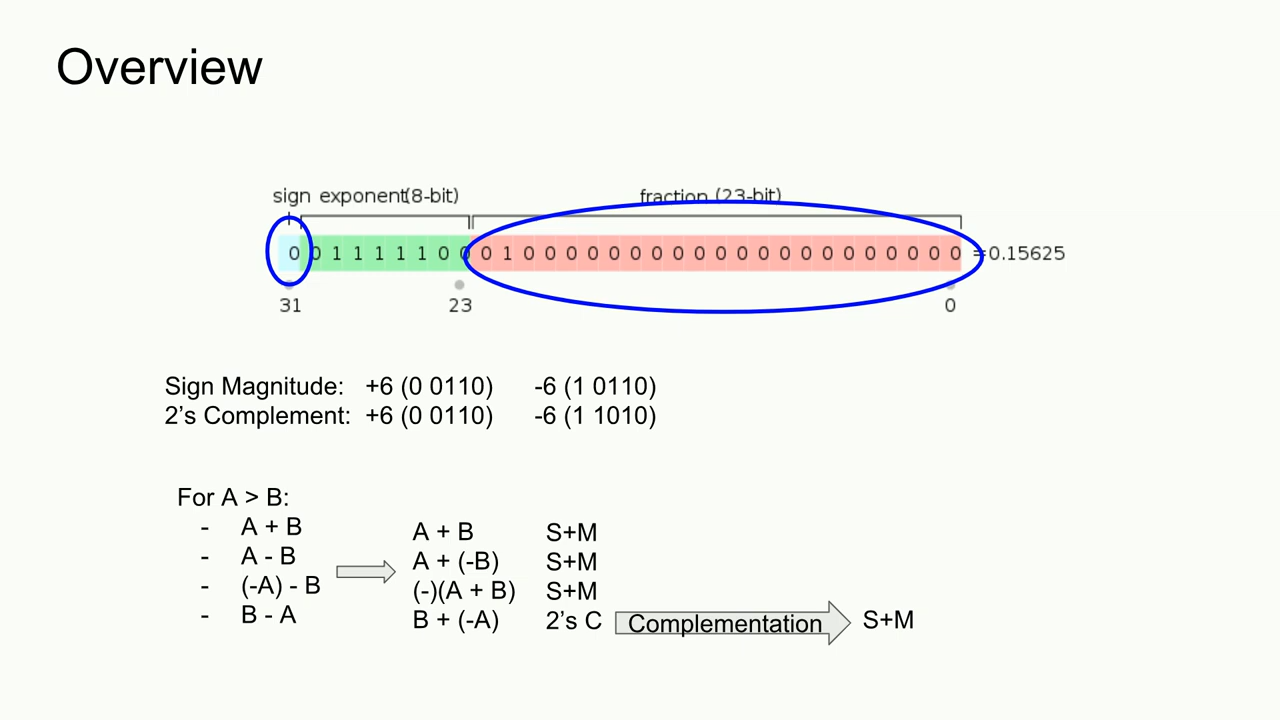 Overview
sign exponent(8-bit) fraction (23-bit)
0 0 1 1 1 1 1 0 0 0 1 0 0 0 0 0 0 0 0 0 0 0 0 0 0 0 0 0 0 0 0 0 =0.15625
31 23 0
Sign Magnitude: +6 (0 0110) -6 (1 0110)
2's Complement: +6 (0 0110) -6 (1 1010)
For A > B:
- A + B
- A - B
- (-A) - B
- B - A
A + B S+M
A + (-B) S+M
(-)(A + B) S+M
B + (-A) 2's C Complementation S+M